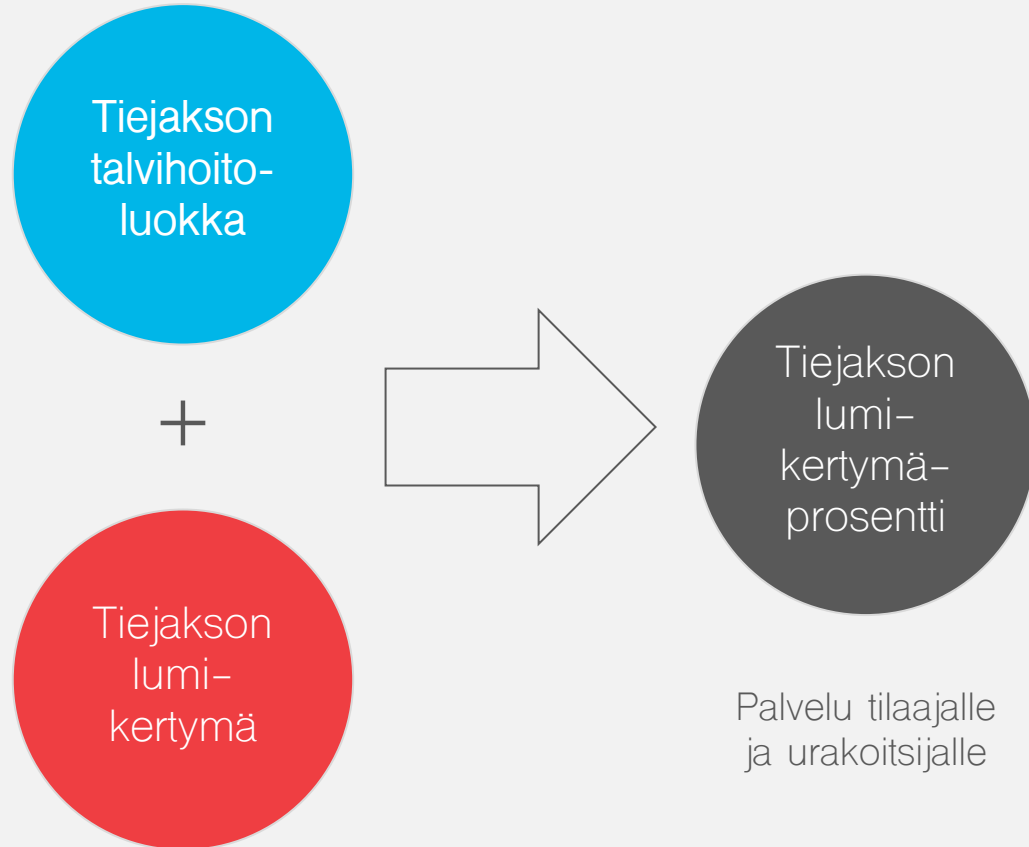 Tiejakson
talvihoito-
luokka
+
Tiejakson
lumi-
kertymä
Tiejakson
lumi-
kertymä-
prosentti
Palvelu tilaajalle
ja urakoitsijalle